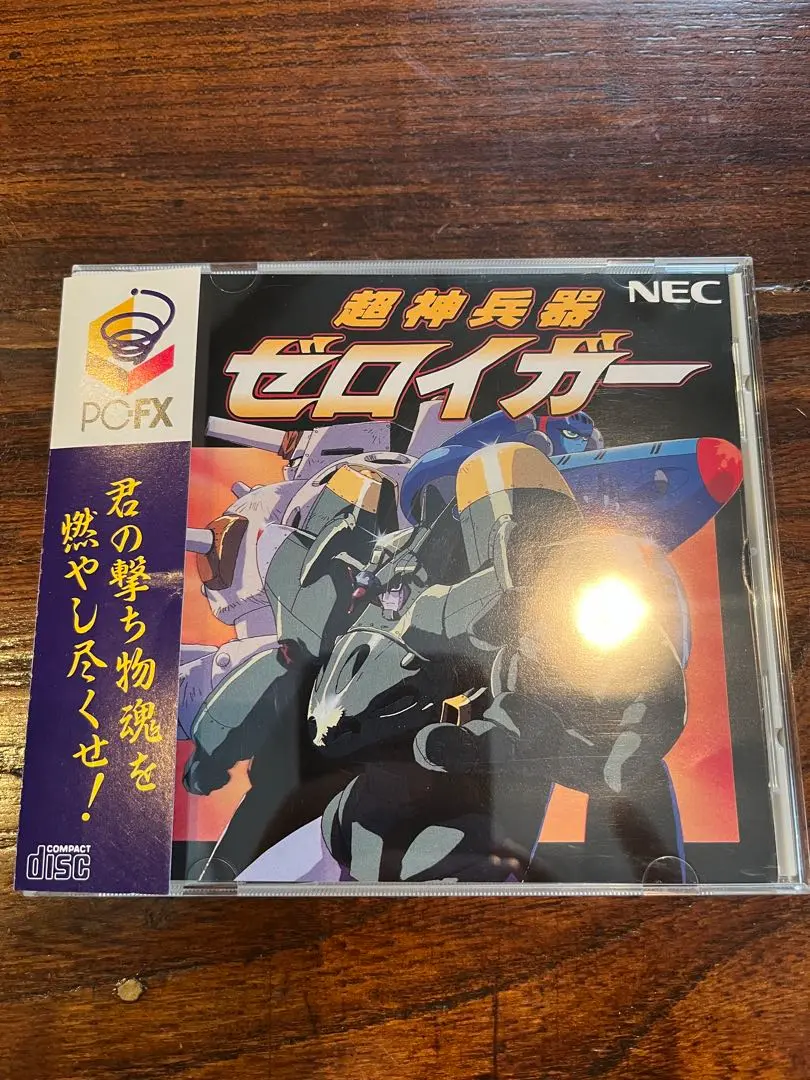 超神兵器
NEC
ゼロイガー
PC-FX
君の撃ち物魂を
燃やし尽くせ!
COMPACT
disc